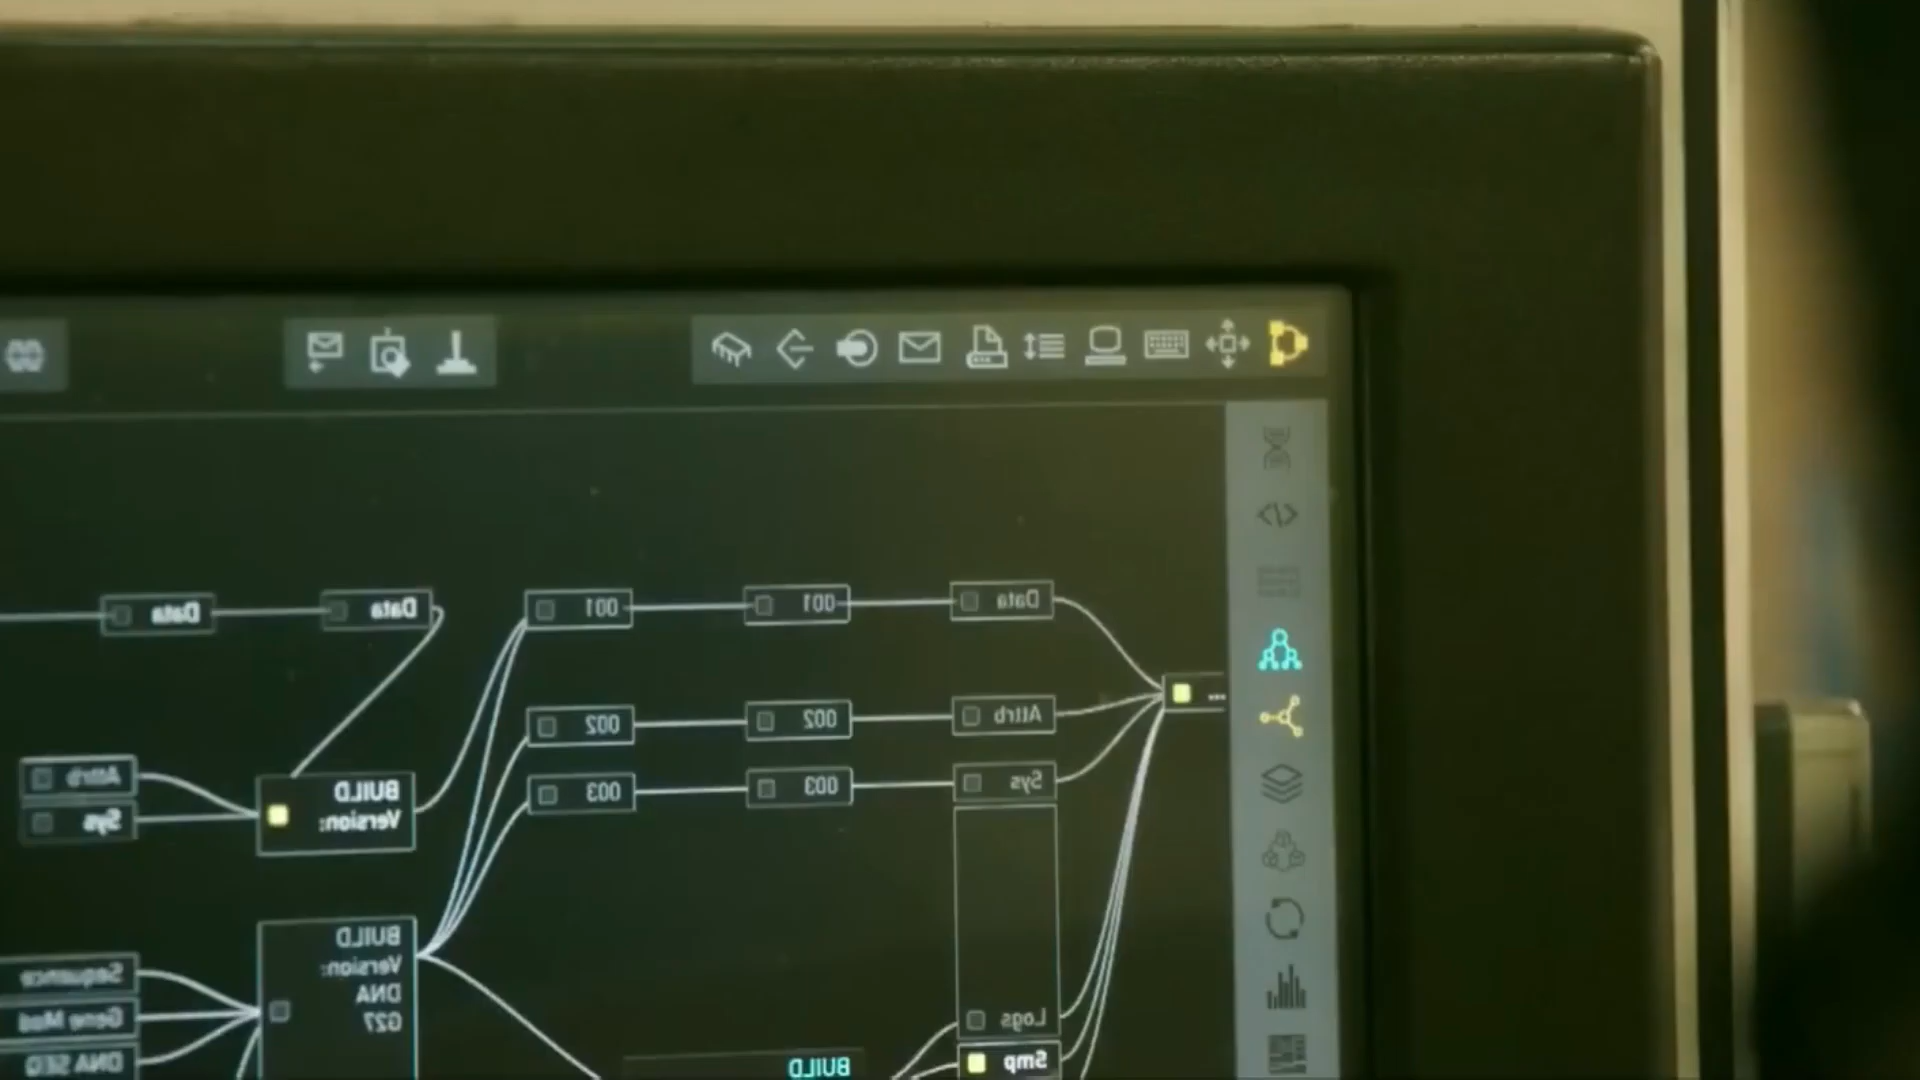 Data
Data
001
001
Data
002
002
Attrb
...
003
003
Sys
Attrb
Sys
BUILD
Version:
BUILD
Version:
DNA
G27
Sequence
Gene Mod
DNA SEQ
Logs
Smp
BUILD